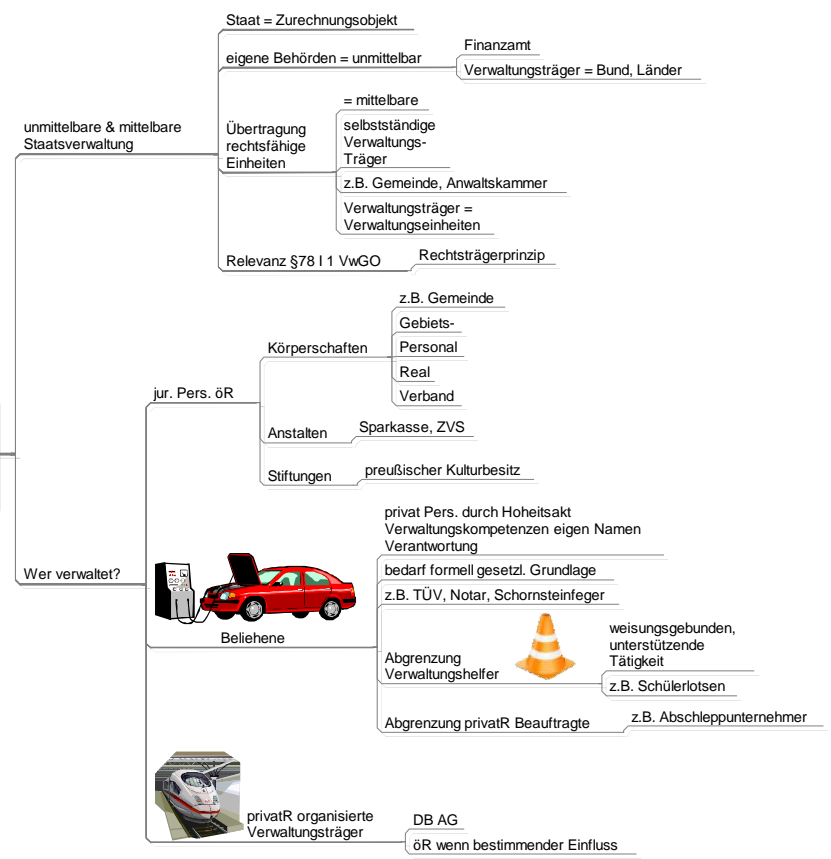 unmittelbare & mittelbare
Staatsverwaltung
Staat = Zurechnungsobjekt
eigene Behörden = unmittelbar
Finanzamt
Verwaltungsträger = Bund, Länder
Übertragung
rechtsfähige
Einheiten
= mittelbare
selbstständige
Verwaltungs-
Träger
z.B. Gemeinde, Anwaltskammer
Verwaltungsträger =
Verwaltungseinheiten
Relevanz §78 I 1 VwGO
Rechtsträgerprinzip
Wer verwaltet?
jur. Pers. öR
Körperschaften
z.B. Gemeinde
Gebiets-
Personal
Real
Verband
Anstalten
Sparkasse, ZVS
Stiftungen
preußischer Kulturbesitz
Beliehene
privat Pers. durch Hoheitsakt
Verwaltungskompetenzen eigen Namen
Verantwortung
bedarf formell gesetzl. Grundlage
z.B. TÜV, Notar, Schornsteinfeger
Abgrenzung
Verwaltungshelfer
weisungsgebunden,
unterstützende
Tätigkeit
z.B. Schülerlotsen
Abgrenzung privatR Beauftragte
z.B. Abschleppunternehmer
privatR organisierte
Verwaltungsträger
DB AG
öR wenn bestimmender Einfluss